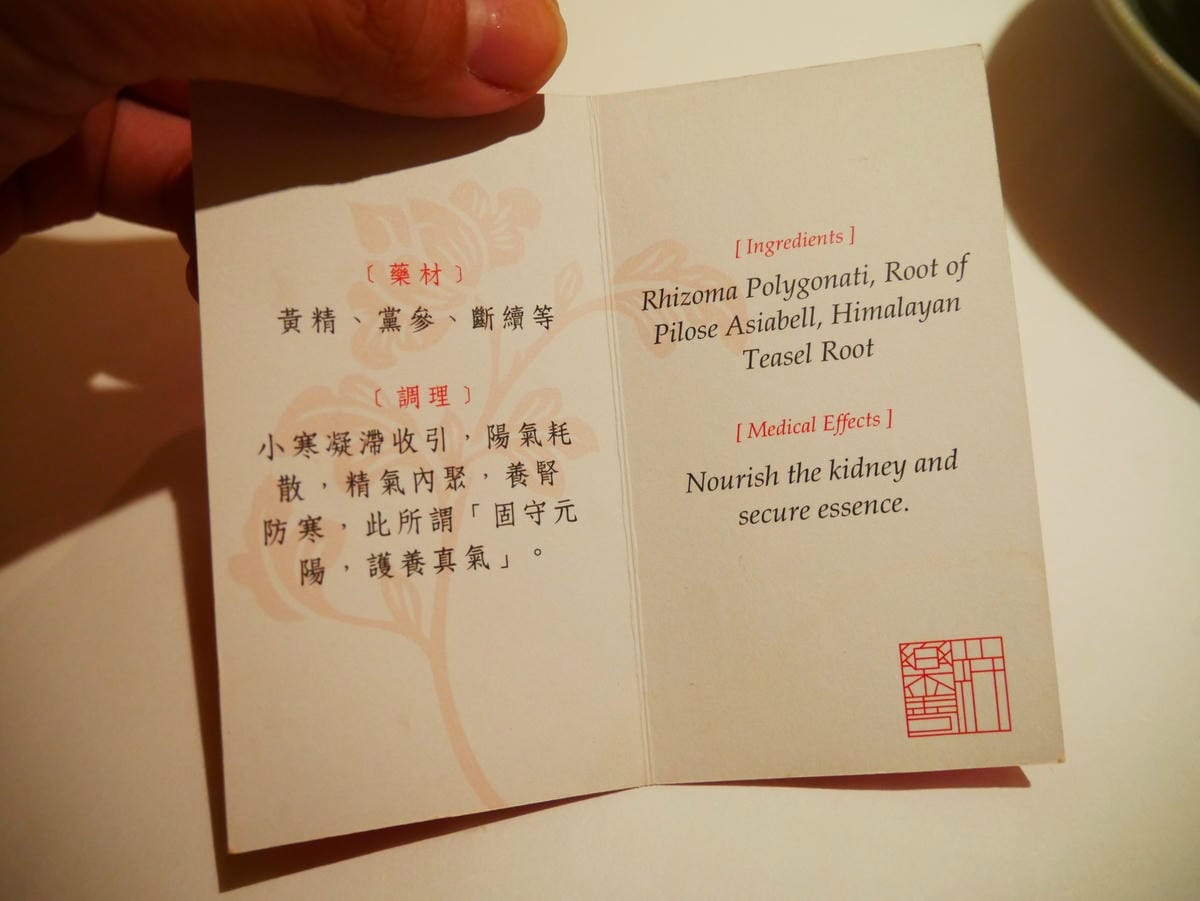 〔藥材〕
黃精、黨參、斷續等
〔調理〕
小寒凝滯收引，陽氣耗
散，精氣內聚，養腎
防寒，此所謂「固守元
陽，護養真氣」。
[ Ingredients ]
Rhizoma Polygonati, Root of
Pilose Asiabell, Himalayan
Teasel Root
[ Medical Effects ]
Nourish the kidney and
secure essence.